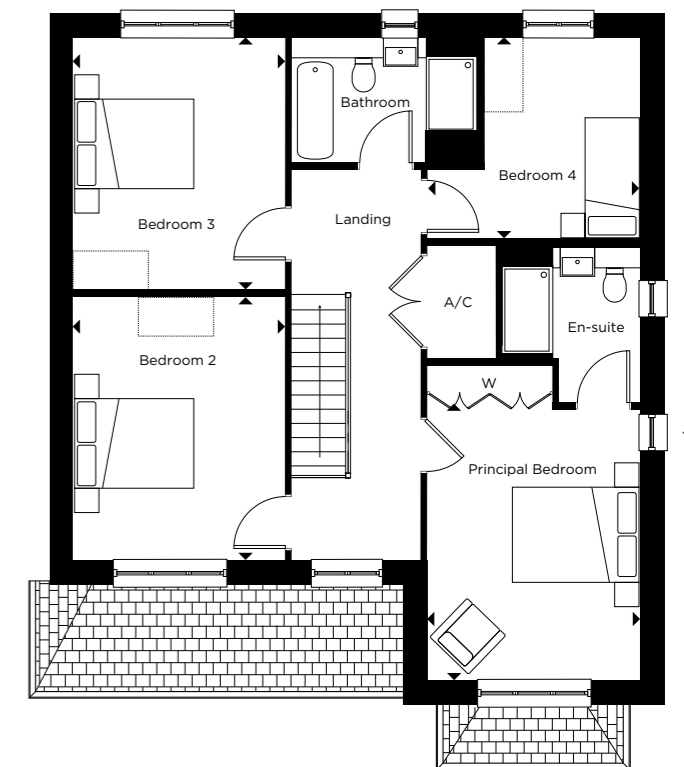 Bathroom
Bedroom 4
Bedroom 3
Landing
A/C
En-suite
Bedroom 2
W
Principal Bedroom